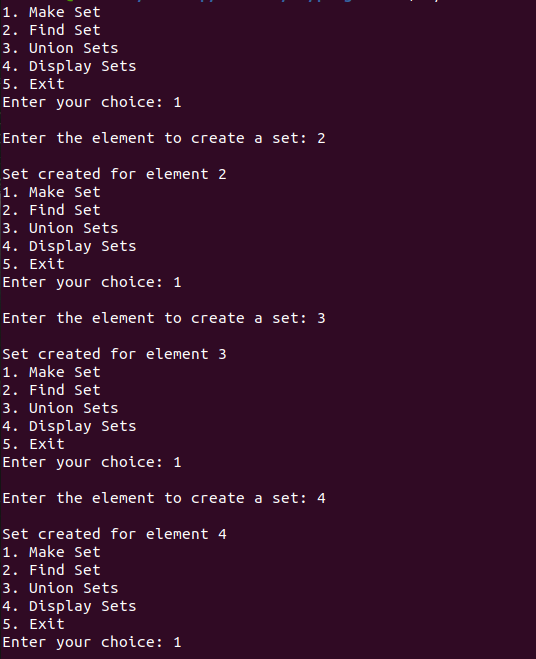 1. Make Set
2. Find Set
3. Union Sets
4. Display Sets
5. Exit
Enter your choice: 1

Enter the element to create a set: 2

Set created for element 2
1. Make Set
2. Find Set
3. Union Sets
4. Display Sets
5. Exit
Enter your choice: 1

Enter the element to create a set: 3

Set created for element 3
1. Make Set
2. Find Set
3. Union Sets
4. Display Sets
5. Exit
Enter your choice: 1

Enter the element to create a set: 4

Set created for element 4
1. Make Set
2. Find Set
3. Union Sets
4. Display Sets
5. Exit
Enter your choice: 1